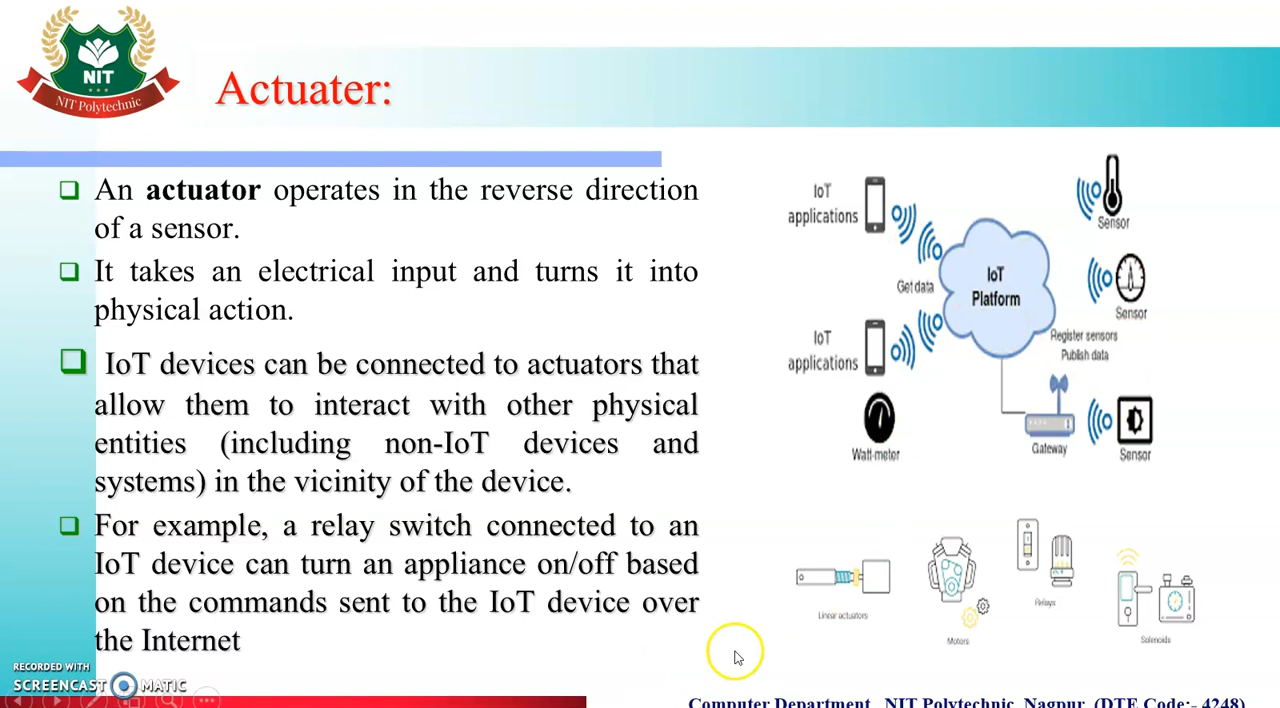 NIT
NIT Polytechnic
Actuater:
An actuator operates in the reverse direction
of a sensor.
It takes an electrical input and turns it into
physical action.
IoT devices can be connected to actuators that
allow them to interact with other physical
entities (including non-IoT devices and
systems) in the vicinity of the device.
For example, a relay switch connected to an
IoT device can turn an appliance on/off based
on the commands sent to the IoT device over
the Internet
IoT
applications
Sensor
IoT
Platform
Get data
Sensor
IoT
applications
Register sensors
Publish data
Watt-meter
Gateway
Sensor
Linear actuators
Motors
Relays
Solenoids
RECORDED WITH
SCREENCAST MATIC
Computer Department, NIT Polytechnic, Nagpur (DTE Code:- 4248)